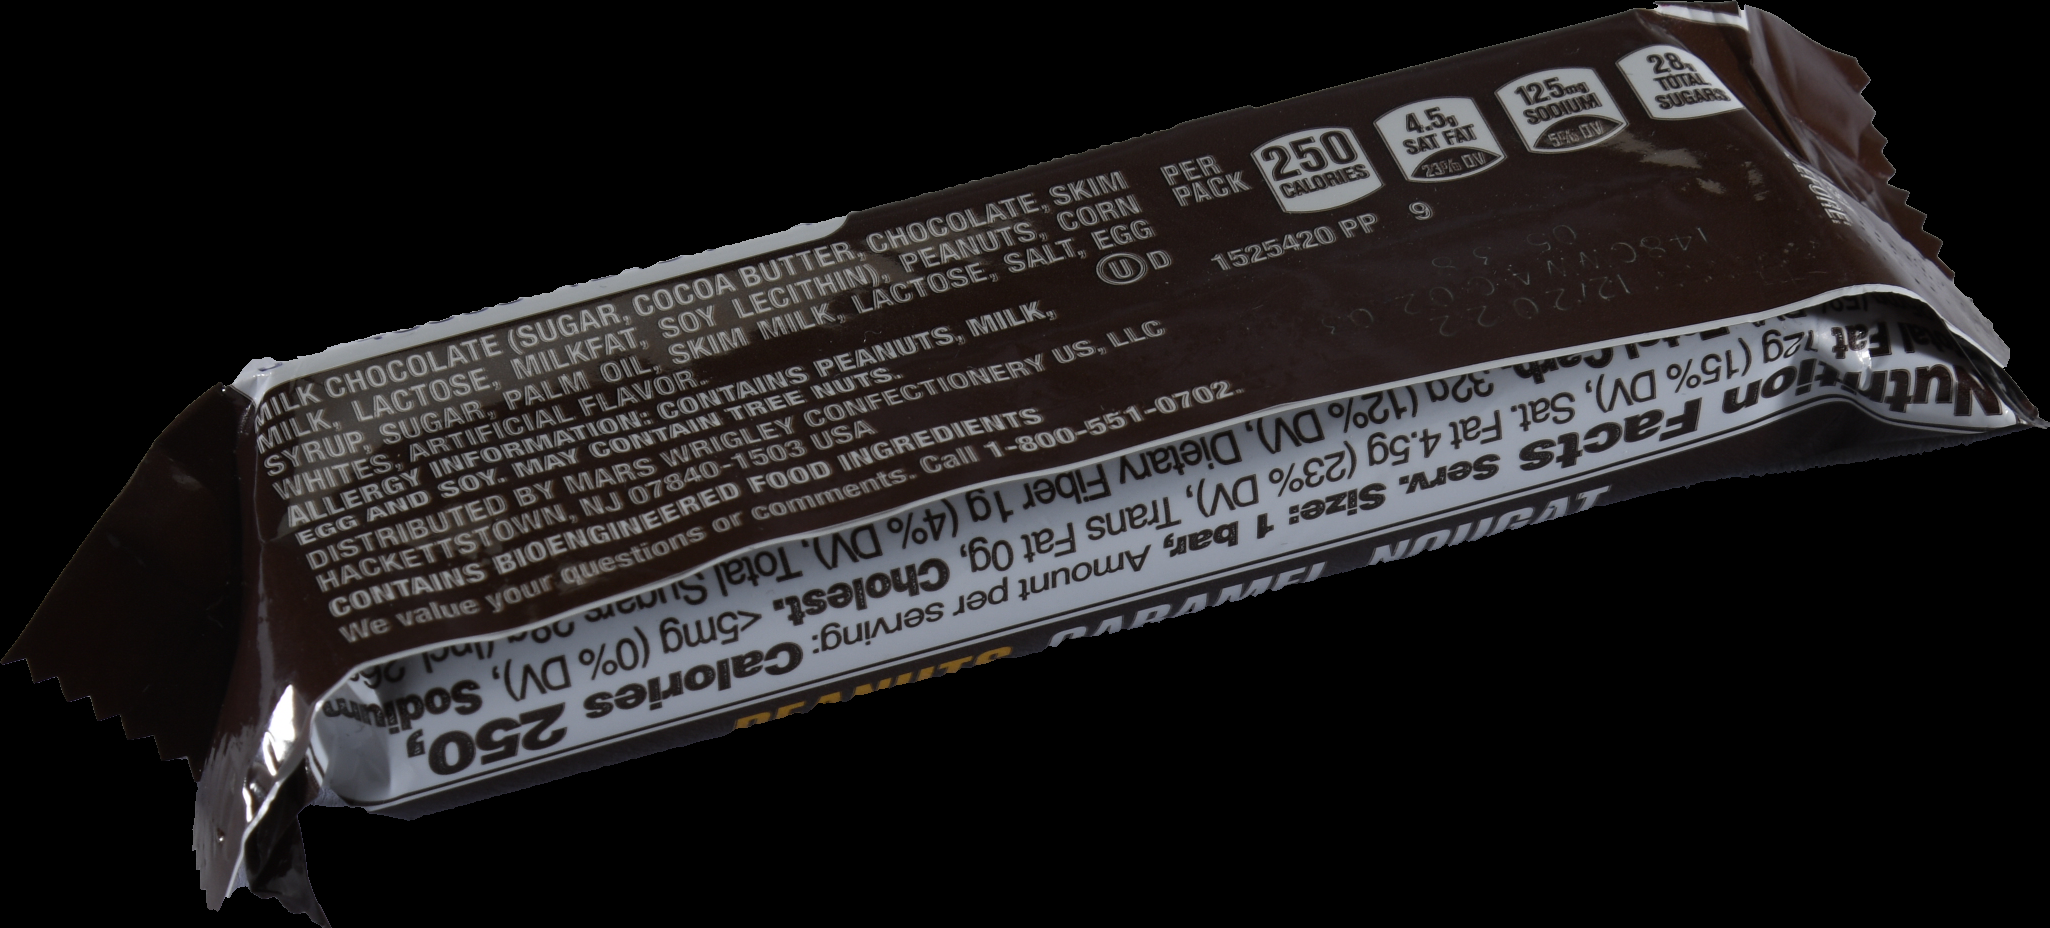 MILK CHOCOLATE (SUGAR, COCOA BUTTER, CHOCOLATE, SKIM
MILK, LACTOSE, MILKFAT, SOY LECITHIN), PEANUTS, CORN
SYRUP, SUGAR, PALM OIL, SKIM MILK, LACTOSE, SALT, EGG
WHITES, ARTIFICIAL FLAVOR.
U D
ALLERGY INFORMATION: CONTAINS PEANUTS, MILK,
EGG AND SOY. MAY CONTAIN TREE NUTS.
DISTRIBUTED BY MARS WRIGLEY CONFECTIONERY US, LLC
HACKETTSTOWN, NJ 07840-1503 USA
CONTAINS BIOENGINEERED FOOD INGREDIENTS
We value your questions or comments. Call 1-800-551-0702.
PER
PACK
250
CALORIES
4.5g
SAT FAT
23% DV
125mg
SODIUM
5% DV
28g
TOTAL
SUGARS
1525420 PP 9
Nutrition Facts serv. Size: 1 bar, Amount per serving: Calories 250,
Fat 12g (15% DV), Sat. Fat 4.5g (23% DV), Trans Fat 0g, Cholest. <5mg (0% DV), Sodium
Total Carb. 32g (12% DV), Dietary Fiber 1g (4% DV), Total Sugars 28g (Incl.
PEANUTS CARAMEL NOUGAT